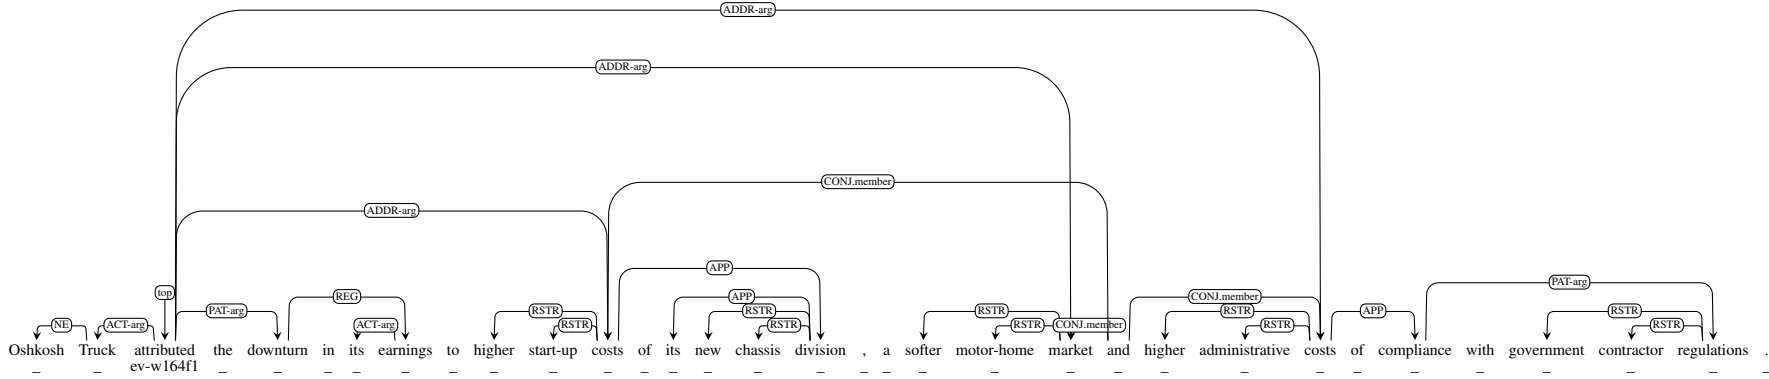 ADDR-arg
ADDR-arg
CONJ.member
ADDR-arg
APP
PAT-arg
top
REG APP CONJ.member
PAT-arg RSTR RSTR RSTR RSTR APP RSTR
NE ACT-arg ACT-arg RSTR RSTR RSTR CONJ.member RSTR RSTR
Oshkosh Truck attributed the downturn in its earnings to higher start-up costs of its new chassis division , a softer motor-home market and higher administrative costs of compliance with government contractor regulations .
_ _ ev-w164f1 _ _ _ _ _ _ _ _ _ _ _ _ _ _ _ _ _ _ _ _ _ _ _ _ _ _ _ _ _ _